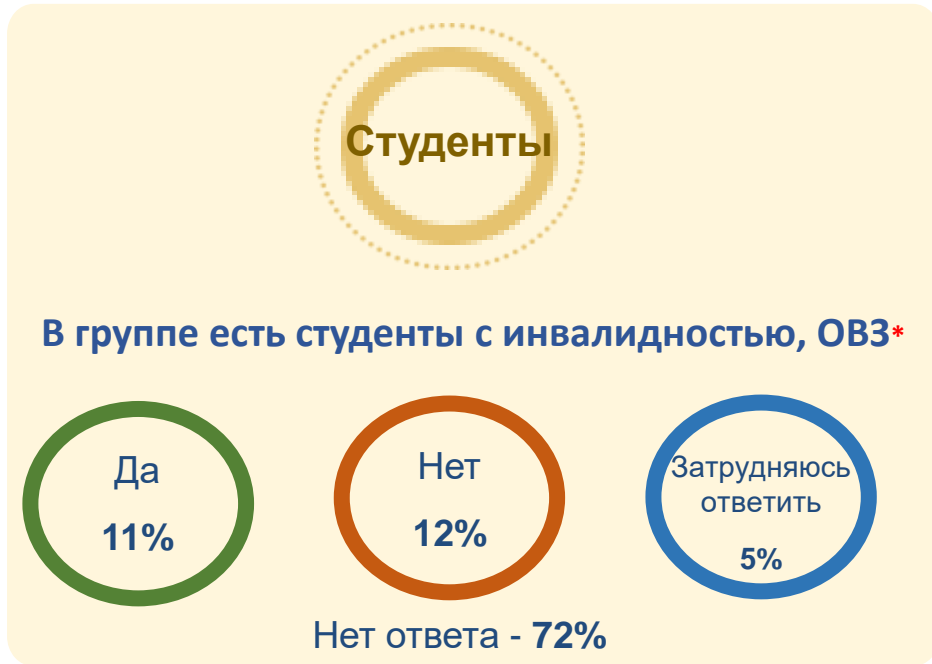 Студенты
В группе есть студенты с инвалидностью, ОВЗ*
Да
11%
Нет
12%
Затрудняюсь
ответить
5%
Нет ответа - 72%